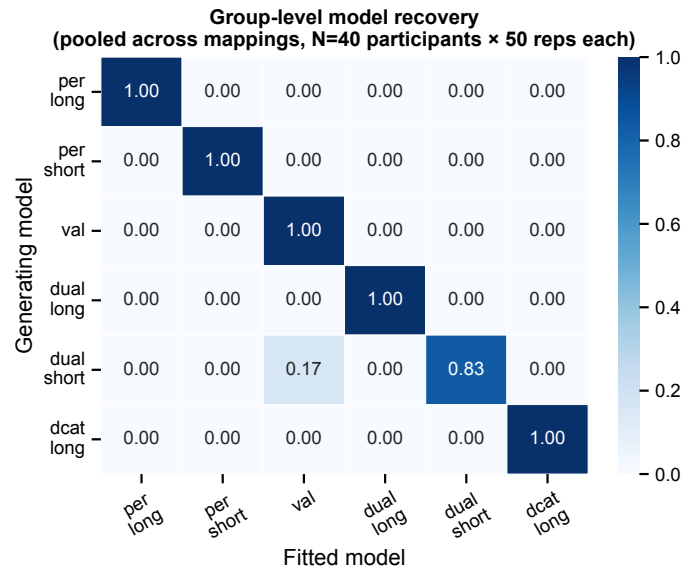 Group-level model recovery
(pooled across mappings, N=40 participants × 50 reps each)
Generating model
per
long
1.00 0.00 0.00 0.00 0.00 0.00
per
short
0.00 1.00 0.00 0.00 0.00 0.00
val
0.00 0.00 1.00 0.00 0.00 0.00
dual
long
0.00 0.00 0.00 1.00 0.00 0.00
dual
short
0.00 0.00 0.17 0.00 0.83 0.00
dcat
long
0.00 0.00 0.00 0.00 0.00 1.00
per
long
per
short
val
dual
long
dual
short
dcat
long
Fitted model
1.0
0.8
0.6
0.4
0.2
0.0